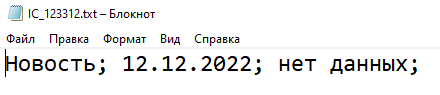 IC_123312.txt – Блокнот
Файл Правка Формат Вид Справка
Новость; 12.12.2022; нет данных;